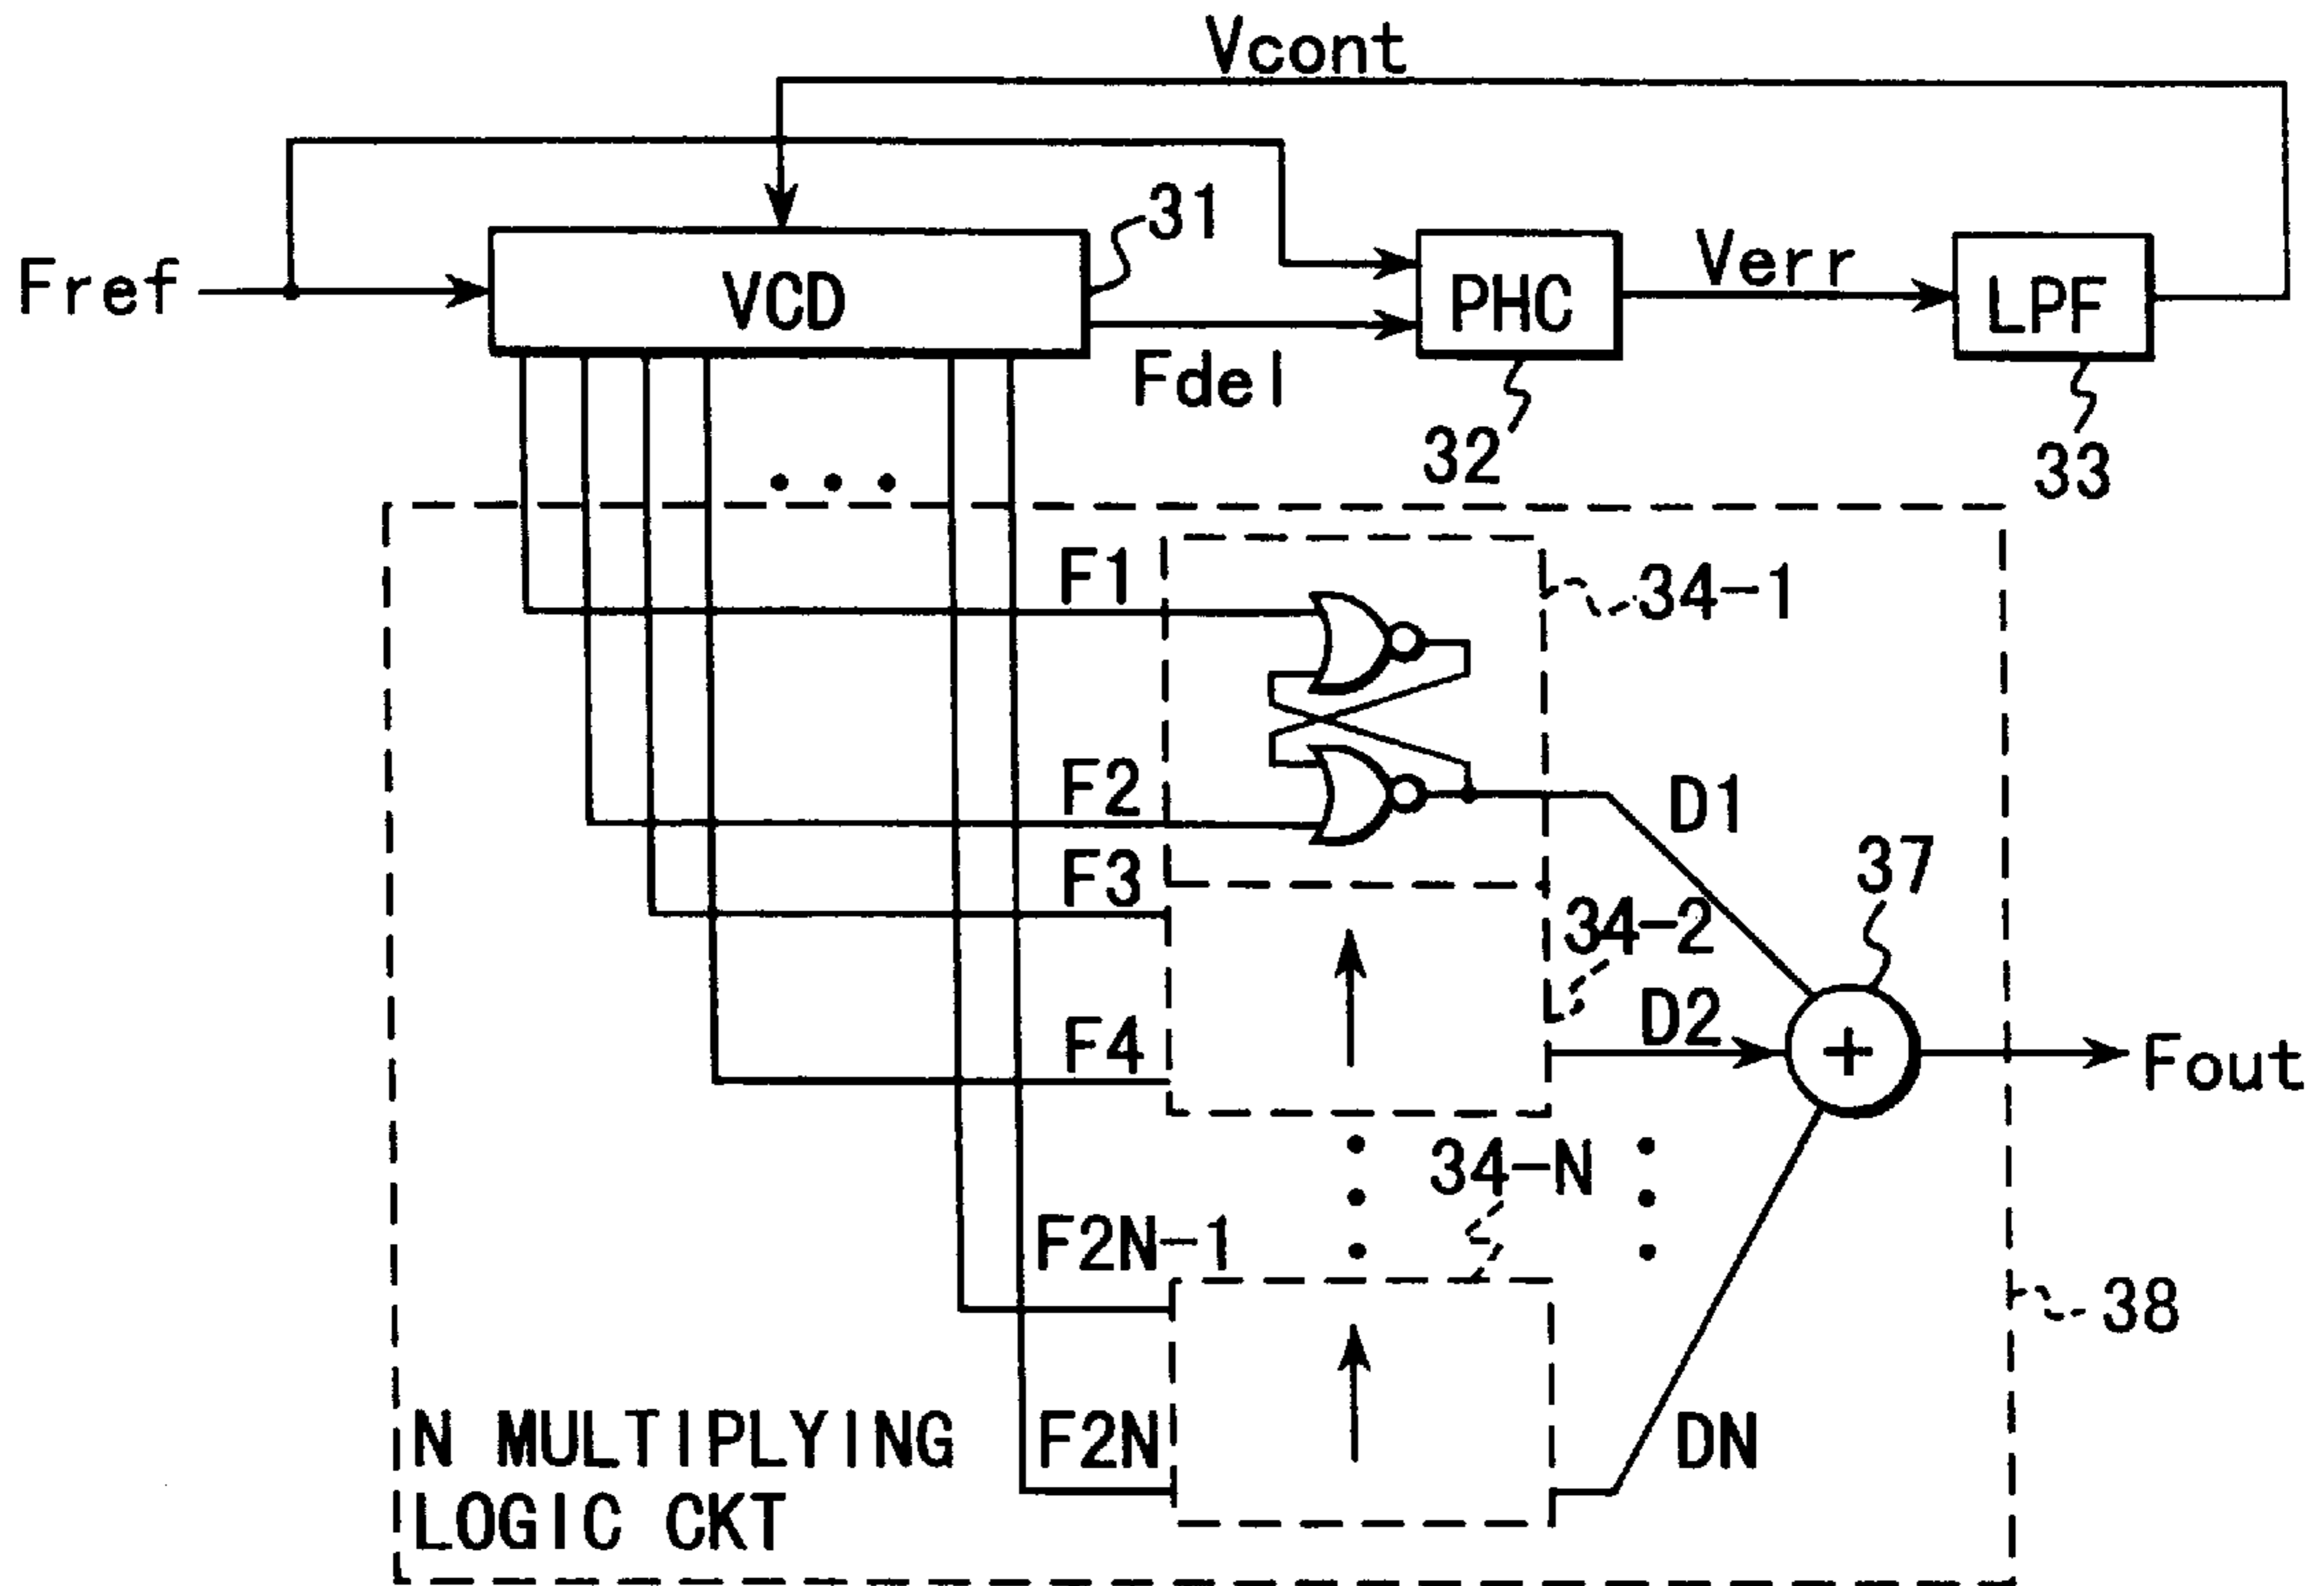 Vcont
31
Fref
VCD
PHC
Verr
LPF
Fdel
32
33
F1
34-1
F2
D1
F3
37
34-2
D2
F4
Fout
34-N
F2N-1
38
F2N
DN
N MULTIPLYING
LOGIC CKT
+